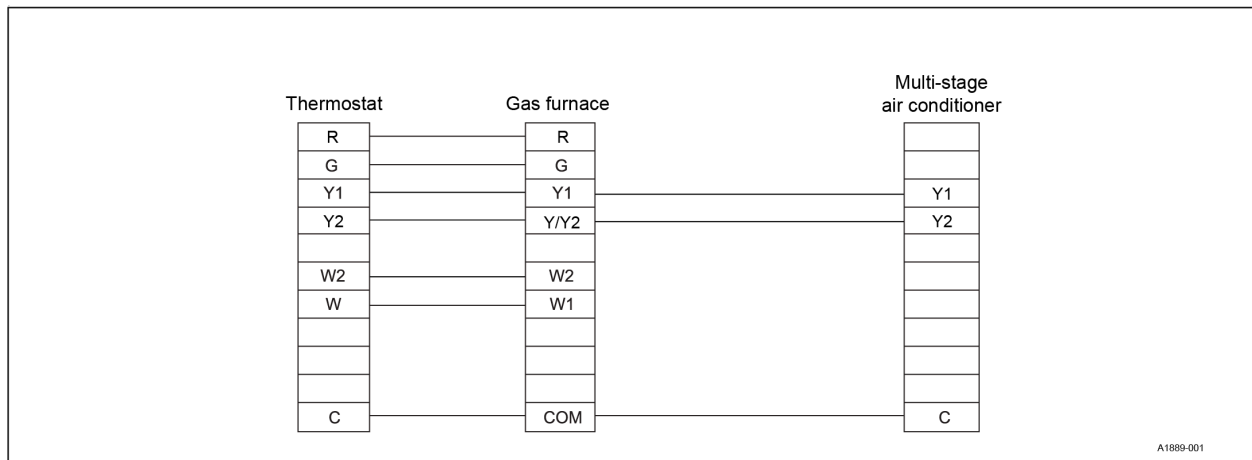 Multi-stage
air conditioner
Thermostat Gas furnace
R R
G G
Y1 Y1 Y1
Y2 Y/Y2 Y2
W2 W2
W W1
C COM C
A1889-001